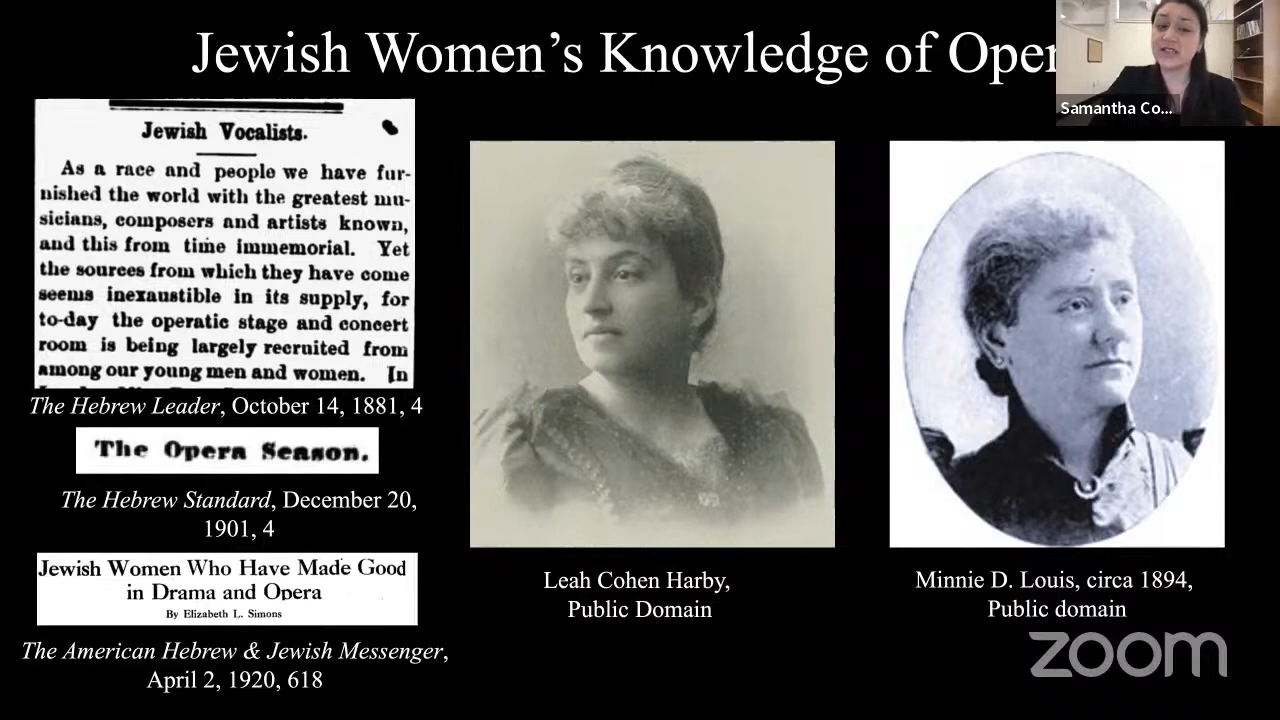 Jewish Women's Knowledge of Oper
Samantha Co...
Jewish Vocalists.
As a race and people we have fur-
nished the world with the greatest mu-
sicians, composers and artists known,
and this from time immemorial. Yet
the sources from which they have come
seems inexaustible in its supply, for
to-day the operatic stage and concert
room is being largely recruited from
among our young men and women. In
The Hebrew Leader, October 14, 1881, 4
The Opera Season.
The Hebrew Standard, December 20,
1901, 4
Jewish Women Who Have Made Good
in Drama and Opera
By Elizabeth L. Simons
The American Hebrew & Jewish Messenger,
April 2, 1920, 618
Leah Cohen Harby,
Public Domain
Minnie D. Louis, circa 1894,
Public domain
zoom